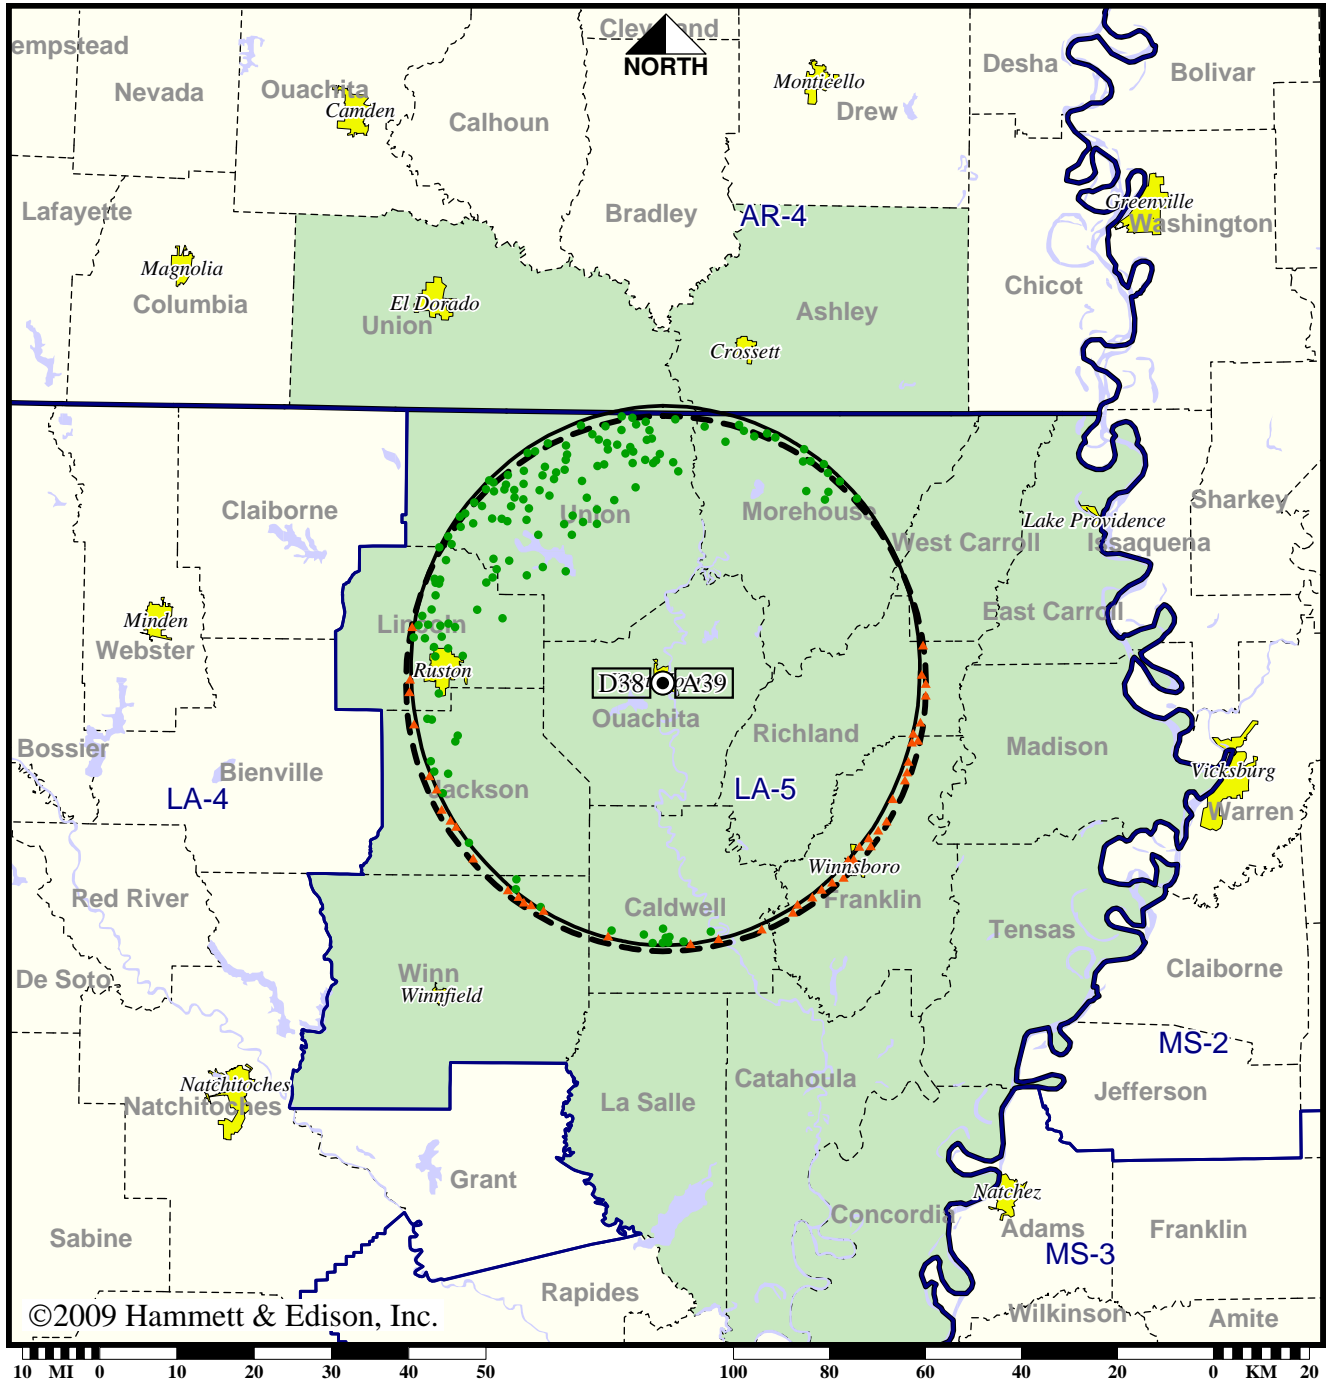 Cleveland
empstead
NORTH
Desha
Bolivar
Nevada
Ouachita
Camden
Monticello
Drew
Calhoun
Lafayette
Bradley
AR-4
Greenville
Washington
Magnolia
Columbia
El Dorado
Union
Ashley
Chicot
Crossett
Claiborne
Union
Morehouse
Sharkey
Lake Providence
West Carroll
Issaquena
East Carroll
Minden
Webster
Lincoln
Ruston
D38
A39
Ouachita
Richland
Madison
Bossier
Bienville
LA-4
Jackson
LA-5
Vicksburg
Warren
Winnsboro
Red River
Caldwell
Franklin
Tensas
De Soto
Winn
Winnfield
Claiborne
MS-2
Natchitoches
Natchitoches
La Salle
Catahoula
Jefferson
Grant
Natchez
Concordia
Adams
Franklin
Sabine
MS-3
Rapides
Wilkinson
Amite
©2009 Hammett & Edison, Inc.
10 MI 0 10 20 30 40 50 100 80 60 40 20 0 KM 20